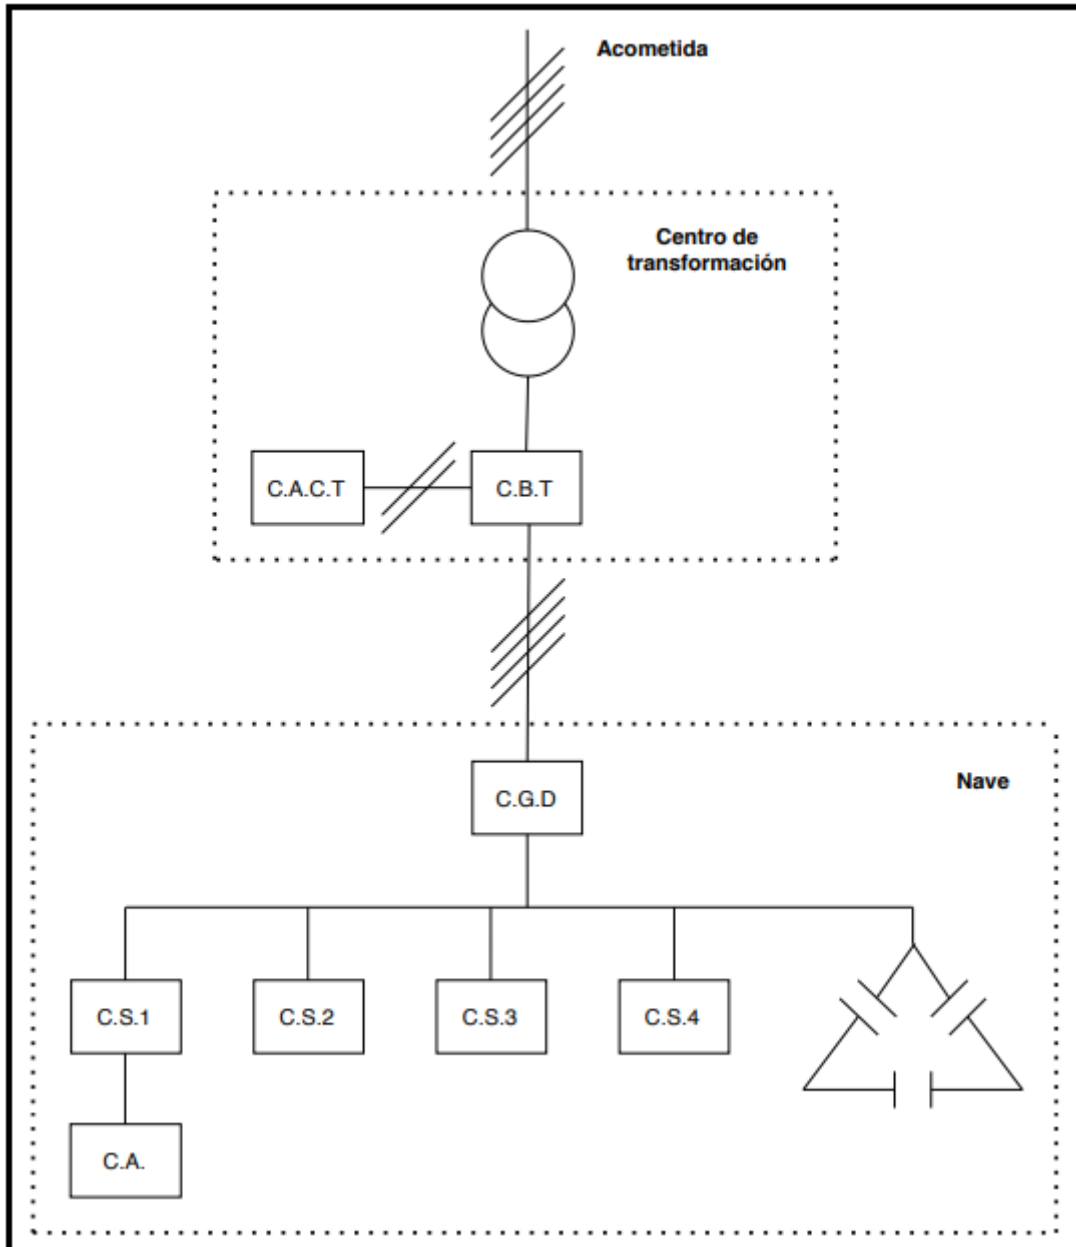 Acometida
Centro de
transformación
C.A.C.T
C.B.T
C.G.D
Nave
C.S.1
C.S.2
C.S.3
C.S.4
C.A.